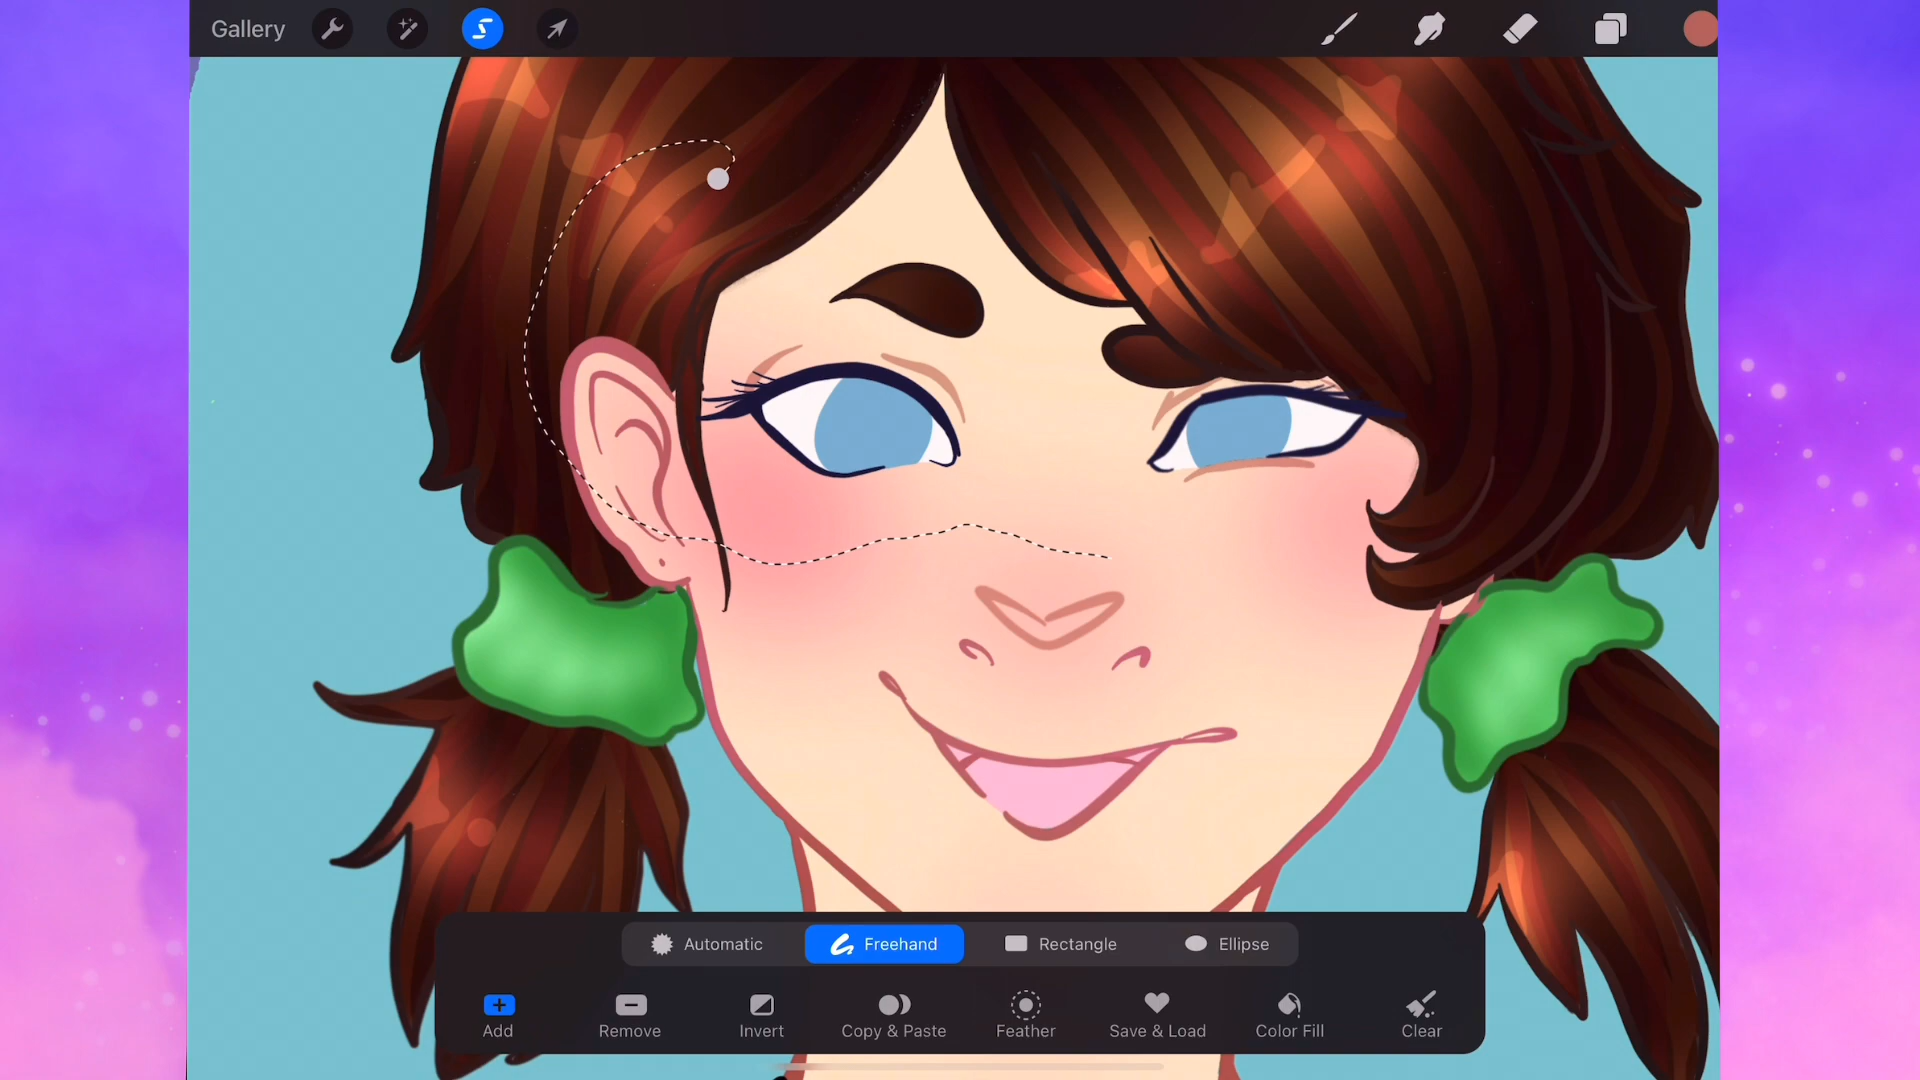 Gallery
Automatic
Freehand
Rectangle
Ellipse
Add
Remove
Invert
Copy & Paste
Feather
Save & Load
Color Fill
Clear